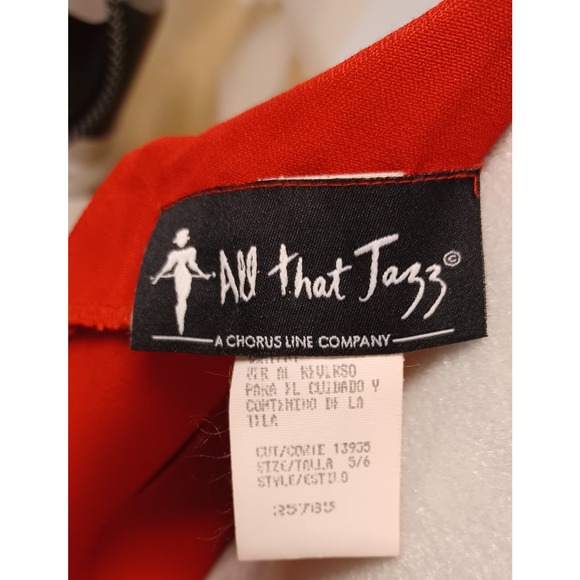 All that Jazz©
A CHORUS LINE COMPANY
VER AL REVERSO
PARA EL CUIDADO Y
CONTENIDO DE LA
TELA
CUT/CORTE 13935
SIZE/TALLA 5/6
STYLE/ESTILO
25785